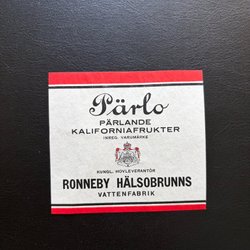 Pärlo
PÄRLANDE
KALIFORNIAFRUKTER
INREG. VARUMÄRKE
KUNGL. HOVLEVERANTÖR
RONNEBY HÄLSOBRUNNS
VATTENFABRIK